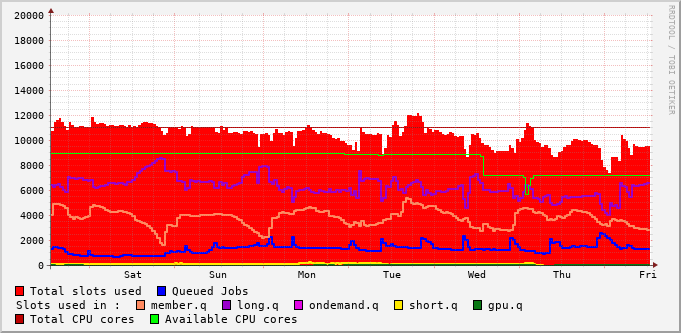 20000
18000
16000
14000
12000
10000
8000
6000
4000
2000
0
Sat Sun Mon Tue Wed Thu Fri
RRDTOOL / TOBI OETIKER
Total slots used Queued Jobs
Slots used in : member.q long.q ondemand.q short.q gpu.q
Total CPU cores Available CPU cores